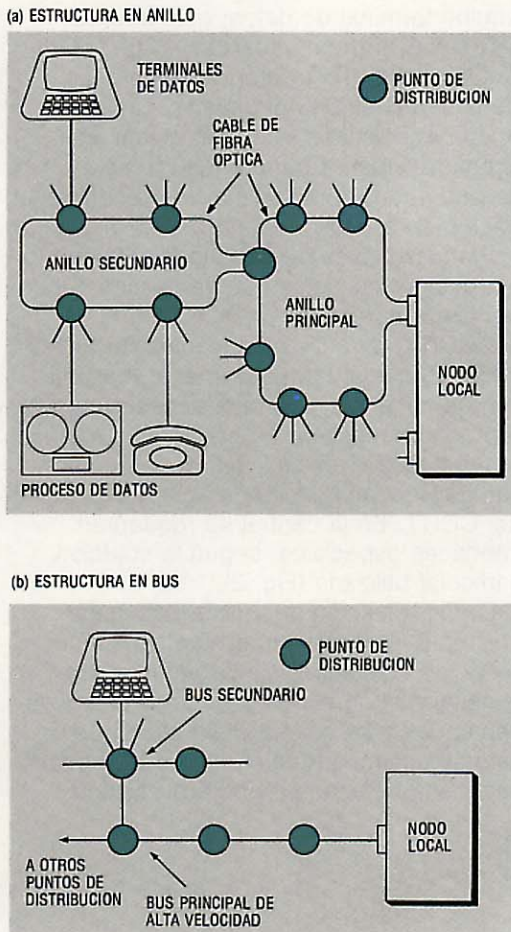 (a) ESTRUCTURA EN ANILLO
TERMINALES
DE DATOS
PUNTO DE
DISTRIBUCION
CABLE DE
FIBRA
OPTICA
ANILLO SECUNDARIO
ANILLO
PRINCIPAL
NODO
LOCAL
PROCESO DE DATOS
(b) ESTRUCTURA EN BUS
PUNTO DE
DISTRIBUCION
BUS SECUNDARIO
NODO
LOCAL
A OTROS
PUNTOS DE
DISTRIBUCION
BUS PRINCIPAL DE
ALTA VELOCIDAD